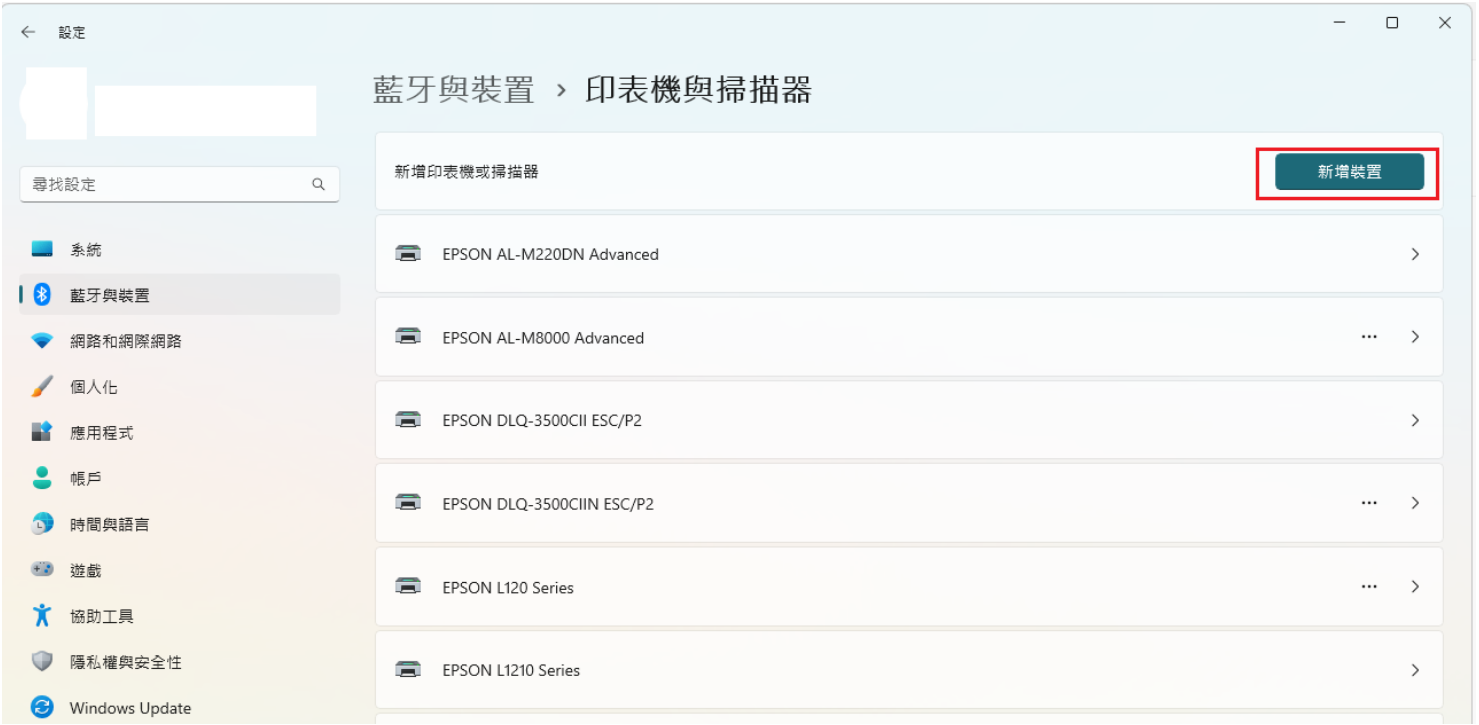 設定
藍牙與裝置 › 印表機與掃描器
尋找設定
系統
藍牙與裝置
網路和網際網路
個人化
應用程式
帳戶
時間與語言
遊戲
協助工具
隱私權與安全性
Windows Update
新增印表機或掃描器
新增裝置
EPSON AL-M220DN Advanced
EPSON AL-M8000 Advanced
EPSON DLQ-3500CII ESC/P2
EPSON DLQ-3500CIIN ESC/P2
EPSON L120 Series
EPSON L1210 Series